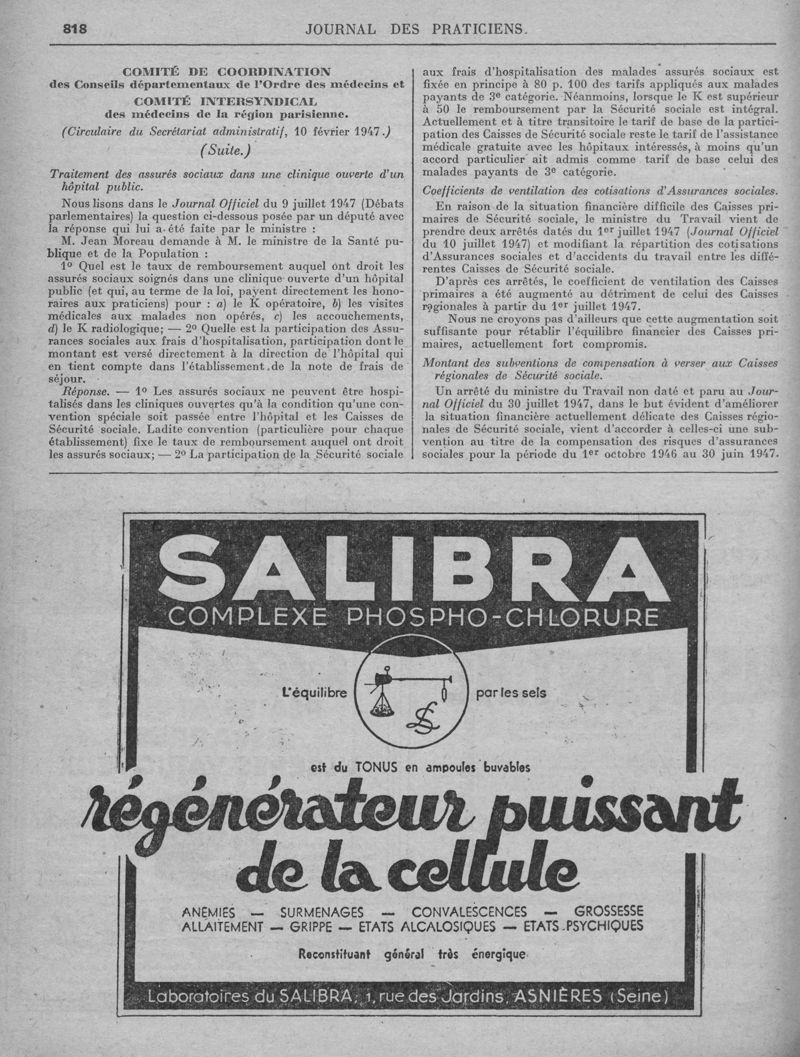 818
JOURNAL DES PRATICIENS.
COMITÉ DE COORDINATION
des Conseils départementaux de l'Ordre des médecins et
COMITÉ INTERSYNDICAL
des médecins de la région parisienne.
(Circulaire du Secrétariat administratif, 10 février 1947.)
(Suite.)
Traitement des assurés sociaux dans une clinique ouverte d'un
hôpital public.
Nous lisons dans le Journal Officiel du 9 juillet 1947 (Débats
parlementaires) la question ci-dessous posée par un député avec
la réponse qui lui a été faite par le ministre :
M. Jean Moreau demande à M. le ministre de la Santé pu-
blique et de la Population :
1º Quel est le taux de remboursement auquel ont droit les
assurés sociaux soignés dans une clinique ouverte d'un hôpital
public (et qui, au terme de la loi, payent directement les hono-
raires aux praticiens) pour : a) le K opératoire, b) les visites
médicales aux malades non opérés, c) les accouchements,
d) le K radiologique; — 2º Quelle est la participation des Assu-
rances sociales aux frais d'hospitalisation, participation dont le
montant est versé directement à la direction de l'hôpital qui
en tient compte dans l'établissement de la note de frais de
séjour.
Réponse. — 1º Les assurés sociaux ne peuvent être hospi-
talisés dans les cliniques ouvertes qu'à la condition qu'une con-
vention spéciale soit passée entre l'hôpital et les Caisses de
Sécurité sociale. Ladite convention (particulière pour chaque
établissement) fixe le taux de remboursement auquel ont droit
les assurés sociaux; — 2º La participation de la Sécurité sociale
aux frais d'hospitalisation des malades assurés sociaux est
fixée en principe à 80 p. 100 des tarifs appliqués aux malades
payants de 3e catégorie. Néanmoins, lorsque le K est supérieur
à 50 le remboursement par la Sécurité sociale est intégral.
Actuellement et à titre transitoire le tarif de base de la partici-
pation des Caisses de Sécurité sociale reste le tarif de l'assistance
médicale gratuite avec les hôpitaux intéressés, à moins qu'un
accord particulier ait admis comme tarif de base celui des
malades payants de 3e catégorie.
Coefficients de ventilation des cotisations d'Assurances sociales.
En raison de la situation financière difficile des Caisses pri-
maires de Sécurité sociale, le ministre du Travail vient de
prendre deux arrêtés datés du 1er juillet 1947 (Journal Officiel
du 10 juillet 1947) et modifiant la répartition des cotisations
d'Assurances sociales et d'accidents du travail entre les diffé-
rentes Caisses de Sécurité sociale.
D'après ces arrêtés, le coefficient de ventilation des Caisses
primaires a été augmenté au détriment de celui des Caisses
régionales à partir du 1er juillet 1947.
Nous ne croyons pas d'ailleurs que cette augmentation soit
suffisante pour rétablir l'équilibre financier des Caisses pri-
maires, actuellement fort compromis.
Montant des subventions de compensation à verser aux Caisses
régionales de Sécurité sociale.
Un arrêté du ministre du Travail non daté et paru au Jour-
nal Officiel du 30 juillet 1947, dans le but évident d'améliorer
la situation financière actuellement délicate des Caisses régio-
nales de Sécurité sociale, vient d'accorder à celles-ci une sub-
vention au titre de la compensation des risques d'assurances
sociales pour la période du 1er octobre 1946 au 30 juin 1947.
SALIBRA
COMPLEXE PHOSPHO-CHLORURE
L'équilibre par les sels
est du TONUS en ampoules buvables
régénérateur puissant
de la cellule
ANÉMIES — SURMENAGES — CONVALESCENCES — GROSSESSE
ALLAITEMENT — GRIPPE — ETATS ALCALOSIQUES — ETATS PSYCHIQUES
Reconstituant général très énergique
Laboratoires du SALIBRA, 1, rue des Jardins, ASNIÈRES (Seine)